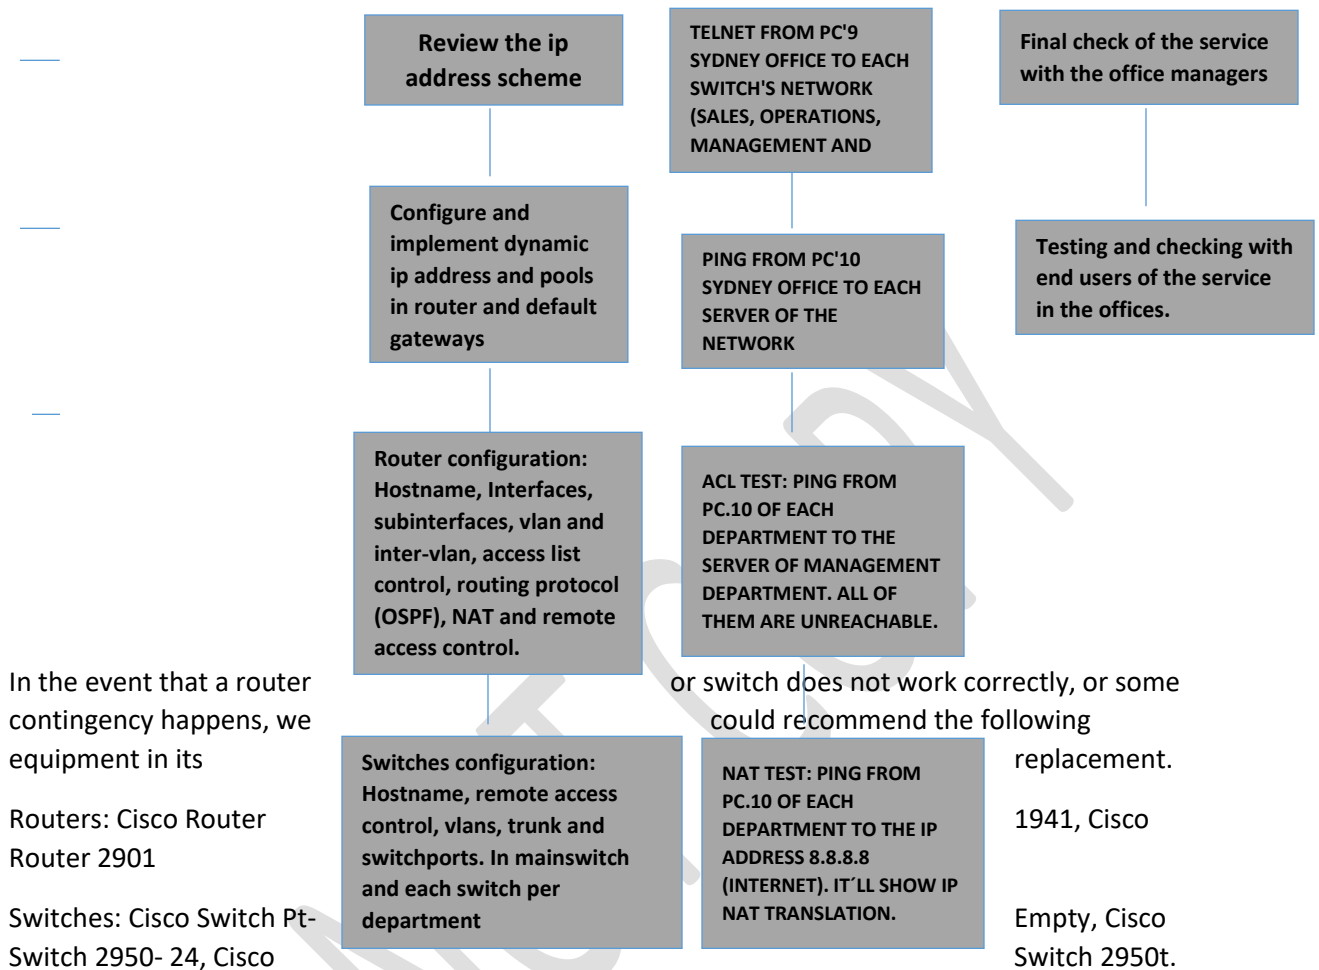 Review the ip
address scheme
Configure and
implement dynamic
ip address and pools
in router and default
gateways
Router configuration:
Hostname, Interfaces,
subinterfaces, vlan and
inter-vlan, access list
control, routing protocol
(OSPF), NAT and remote
access control.
Switches configuration:
Hostname, remote access
control, vlans, trunk and
switchports. In mainswitch
and each switch per
department
TELNET FROM PC'9
SYDNEY OFFICE TO EACH
SWITCH'S NETWORK
(SALES, OPERATIONS,
MANAGEMENT AND
PING FROM PC'10
SYDNEY OFFICE TO EACH
SERVER OF THE
NETWORK
ACL TEST: PING FROM
PC.10 OF EACH
DEPARTMENT TO THE
SERVER OF MANAGEMENT
DEPARTMENT. ALL OF
THEM ARE UNREACHABLE.
NAT TEST: PING FROM
PC.10 OF EACH
DEPARTMENT TO THE IP
ADDRESS 8.8.8.8
(INTERNET). IT´LL SHOW IP
NAT TRANSLATION.
Final check of the service
with the office managers
Testing and checking with
end users of the service
in the offices.
In the event that a router or switch does not work correctly, or some
contingency happens, we could recommend the following
equipment in its replacement.
Routers: Cisco Router 1941, Cisco
Router 2901
Switches: Cisco Switch Pt- Empty, Cisco
Switch 2950- 24, Cisco Switch 2950t.